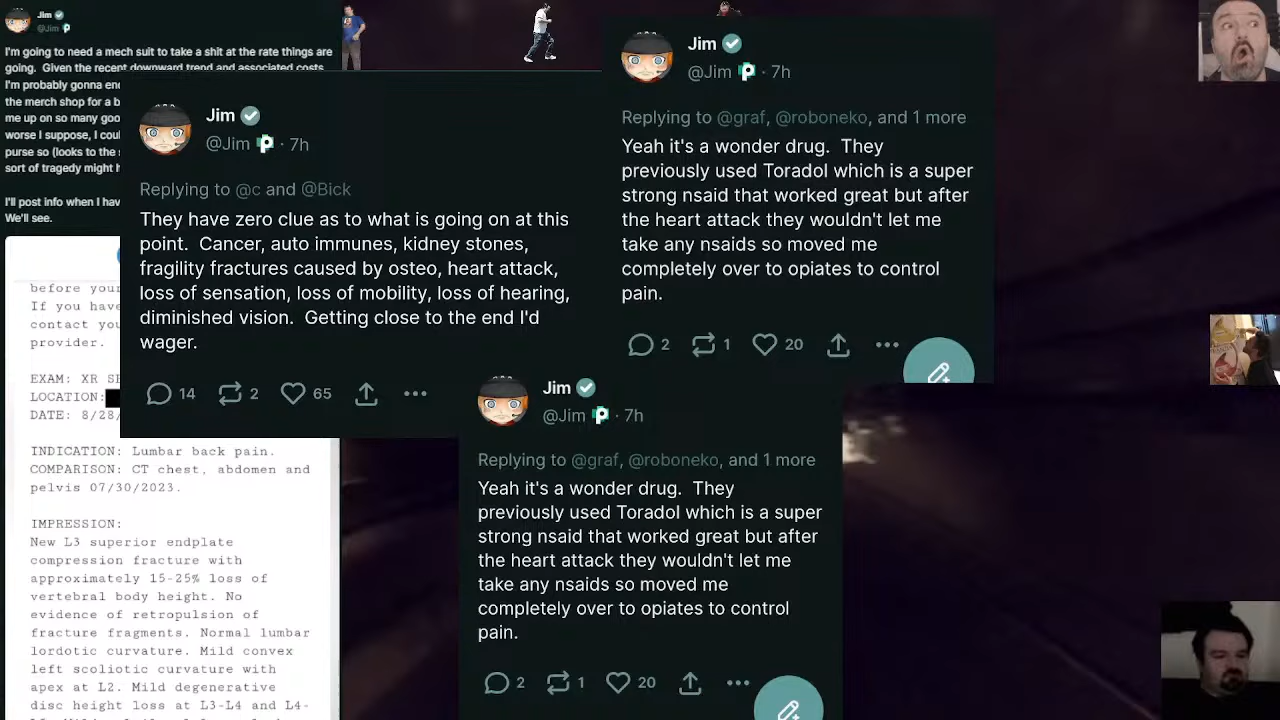 Jim
@Jim
I'm going to need a mech suit to take a shit at the rate things are
going. Given the recent downward trend and associated costs
I'm probably gonna end
the merch shop for a b
me up on so many goo
worse I suppose, I coul
purse so (looks to the s
sort of tragedy might h
I'll post info when I hav
We'll see.
before your
If you have
contact you
provider.
EXAM: XR SE
LOCATION:
DATE: 8/28/
INDICATION: Lumbar back pain.
COMPARISON: CT chest, abdomen and
pelvis 07/30/2023.
IMPRESSION:
New L3 superior endplate
compression fracture with
approximately 15-25% loss of
vertebral body height. No
evidence of retropulsion of
fracture fragments. Normal lumbar
lordotic curvature. Mild convex
left scoliotic curvature with
apex at L2. Mild degenerative
disc height loss at L3-L4 and L4-
Jim
@Jim · 7h
Replying to @c and @Bick
They have zero clue as to what is going on at this
point. Cancer, auto immunes, kidney stones,
fragility fractures caused by osteo, heart attack,
loss of sensation, loss of mobility, loss of hearing,
diminished vision. Getting close to the end I'd
wager.
14 2 65
Jim
@Jim · 7h
Replying to @graf, @roboneko, and 1 more
Yeah it's a wonder drug. They
previously used Toradol which is a super
strong nsaid that worked great but after
the heart attack they wouldn't let me
take any nsaids so moved me
completely over to opiates to control
pain.
2 1 20
Jim
@Jim · 7h
Replying to @graf, @roboneko, and 1 more
Yeah it's a wonder drug. They
previously used Toradol which is a super
strong nsaid that worked great but after
the heart attack they wouldn't let me
take any nsaids so moved me
completely over to opiates to control
pain.
2 1 20